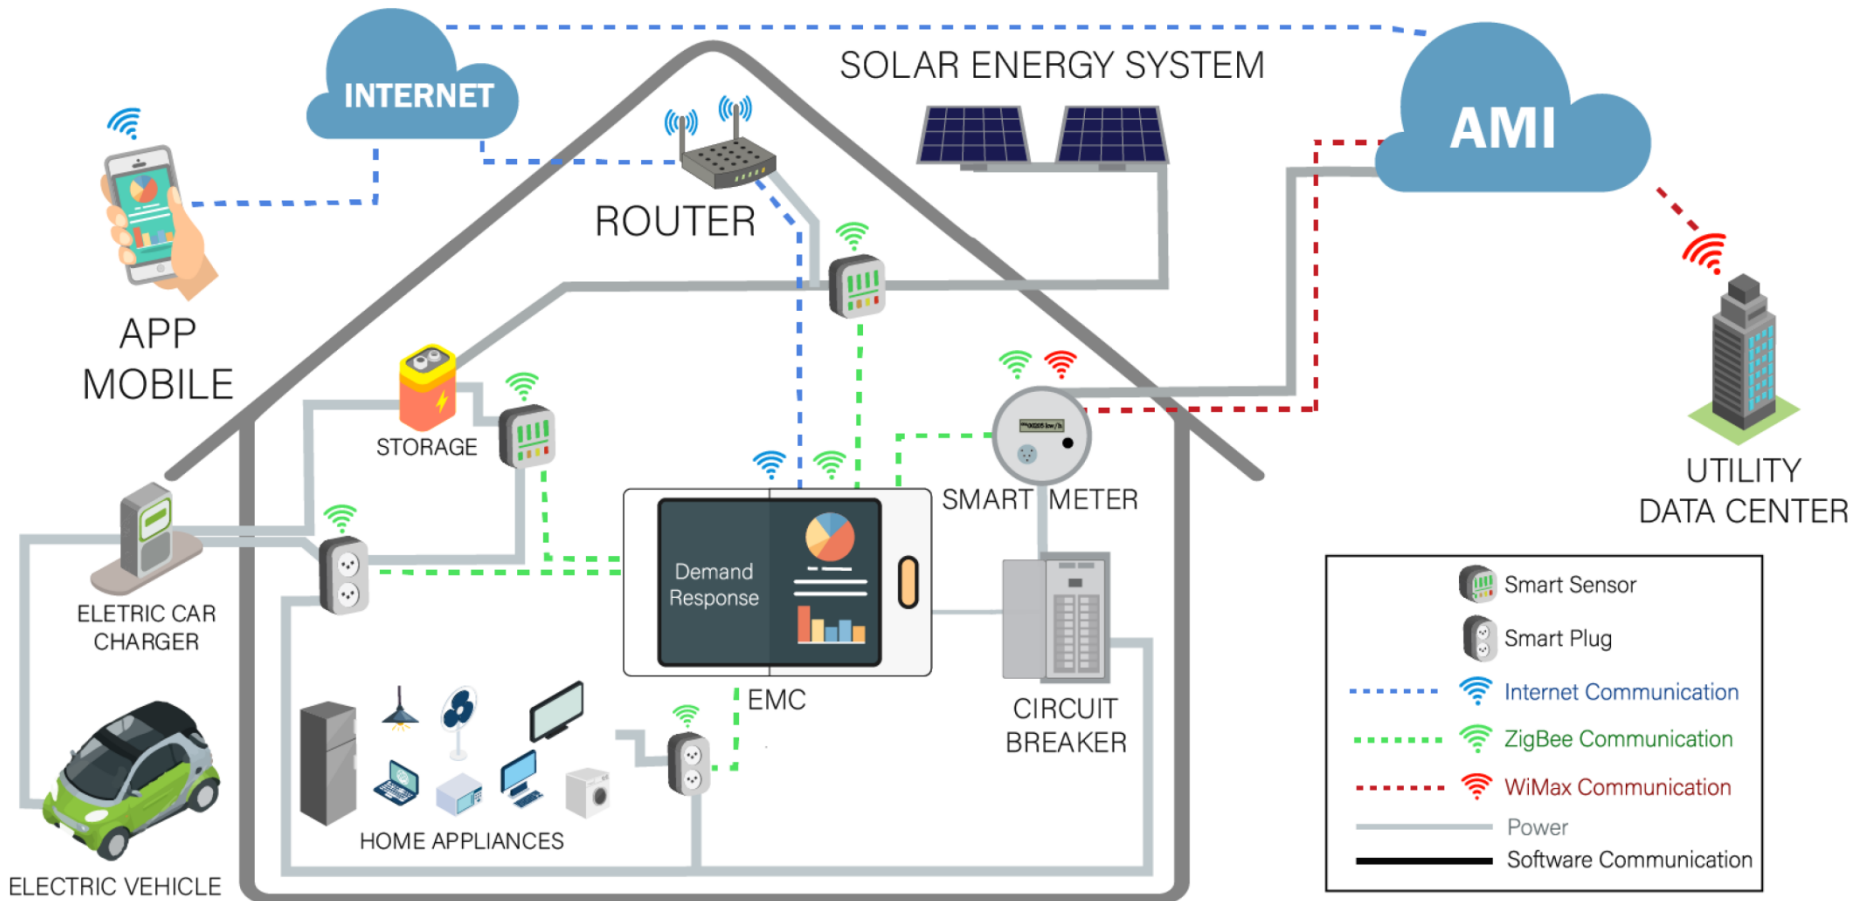 INTERNET
SOLAR ENERGY SYSTEM
AMI
ROUTER
APP
MOBILE
STORAGE
SMART METER
UTILITY
DATA CENTER
Demand
Response
ELETRIC CAR
CHARGER
EMC
CIRCUIT
BREAKER
HOME APPLIANCES
ELECTRIC VEHICLE
Smart Sensor
Smart Plug
Internet Communication
ZigBee Communication
WiMax Communication
Power
Software Communication